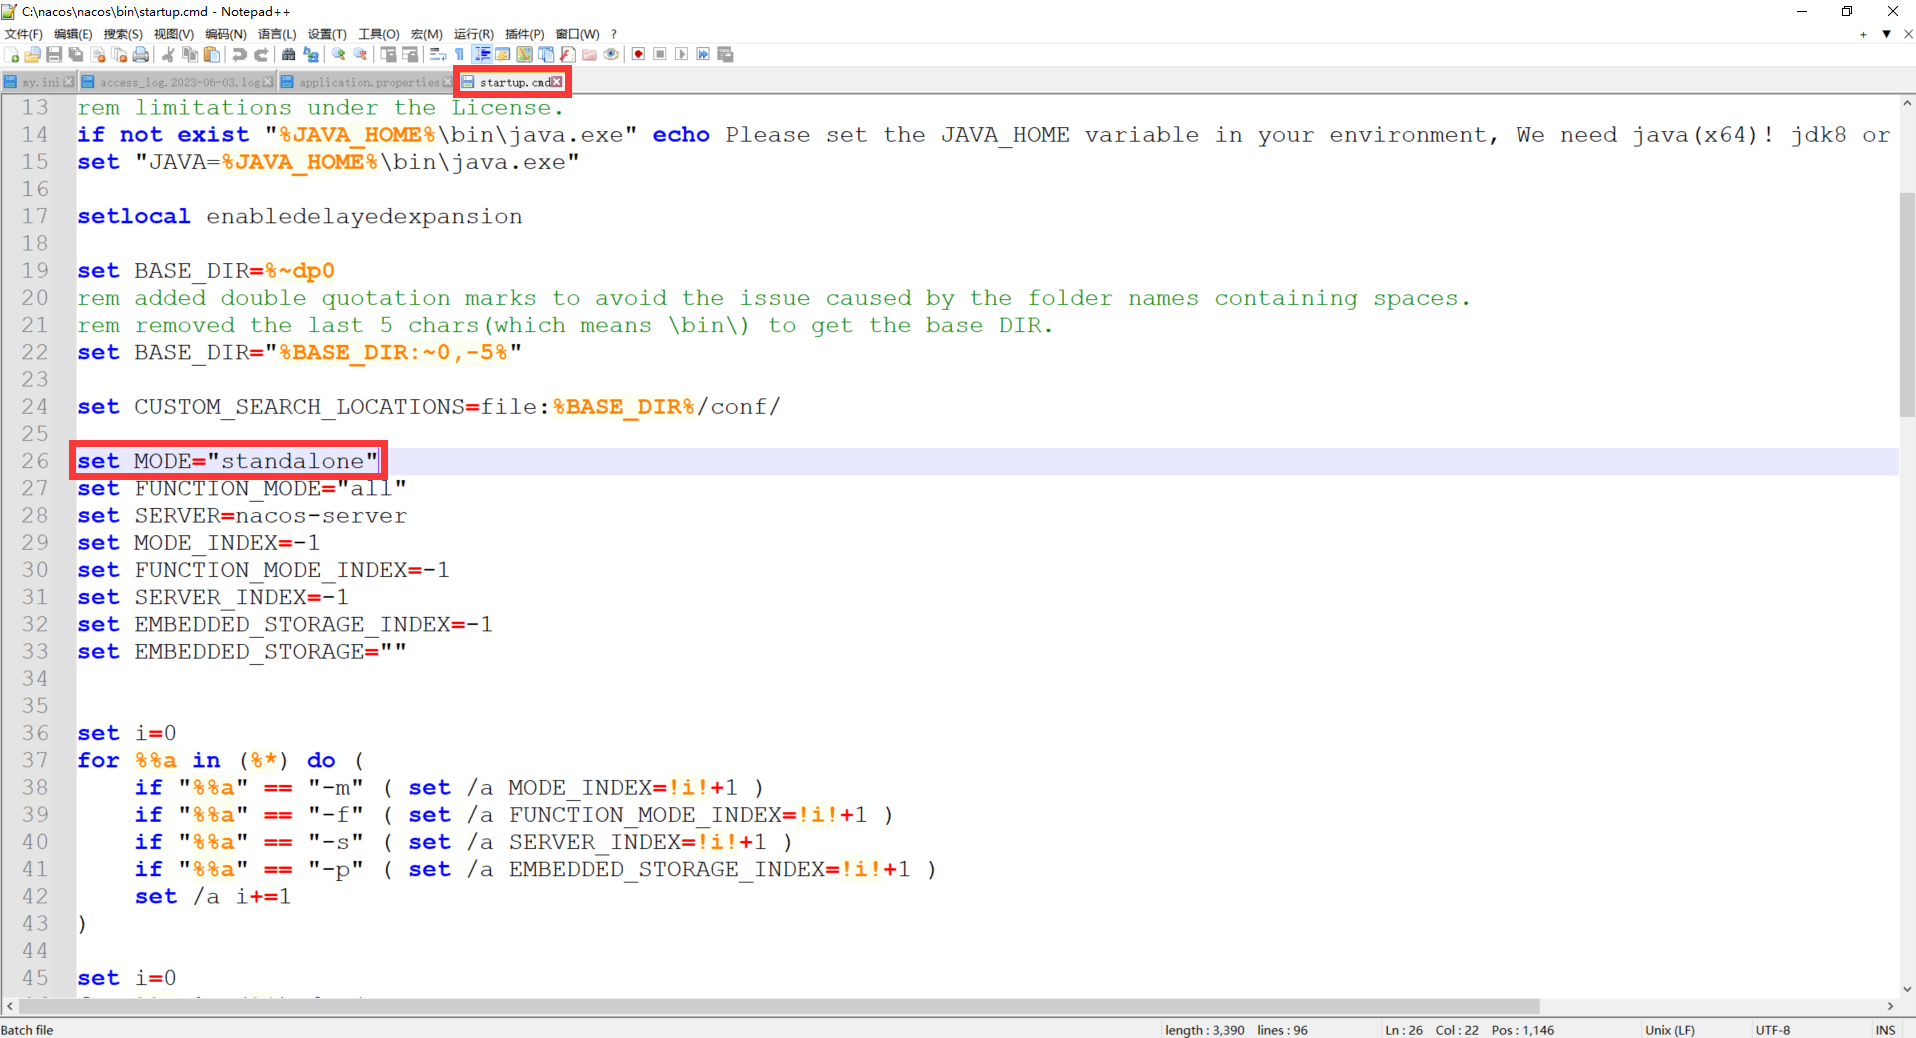 C:\nacos\nacos\bin\startup.cmd - Notepad++
文件(F) 编辑(E) 搜索(S) 视图(V) 编码(N) 语言(L) 设置(T) 工具(O) 宏(M) 运行(R) 插件(P) 窗口(W) ?
my.ini access_log.2023-06-03.log application.properties startup.cmd
13 rem limitations under the License.
14 if not exist "%JAVA_HOME%\bin\java.exe" echo Please set the JAVA_HOME variable in your environment, We need java(x64)! jdk8 or
15 set "JAVA=%JAVA_HOME%\bin\java.exe"
16
17 setlocal enabledelayedexpansion
18
19 set BASE_DIR=%~dp0
20 rem added double quotation marks to avoid the issue caused by the folder names containing spaces.
21 rem removed the last 5 chars(which means \bin\) to get the base DIR.
22 set BASE_DIR="%BASE_DIR:~0,-5%"
23
24 set CUSTOM_SEARCH_LOCATIONS=file:%BASE_DIR%/conf/
25
26 set MODE="standalone"
27 set FUNCTION_MODE="all"
28 set SERVER=nacos-server
29 set MODE_INDEX=-1
30 set FUNCTION_MODE_INDEX=-1
31 set SERVER_INDEX=-1
32 set EMBEDDED_STORAGE_INDEX=-1
33 set EMBEDDED_STORAGE=""
34
35
36 set i=0
37 for %%a in (%*) do (
38 if "%%a" == "-m" ( set /a MODE_INDEX=!i!+1 )
39 if "%%a" == "-f" ( set /a FUNCTION_MODE_INDEX=!i!+1 )
40 if "%%a" == "-s" ( set /a SERVER_INDEX=!i!+1 )
41 if "%%a" == "-p" ( set /a EMBEDDED_STORAGE_INDEX=!i!+1 )
42 set /a i+=1
43 )
44
45 set i=0
Batch file length : 3,390 lines : 96 Ln : 26 Col : 22 Pos : 1,146 Unix (LF) UTF-8 INS